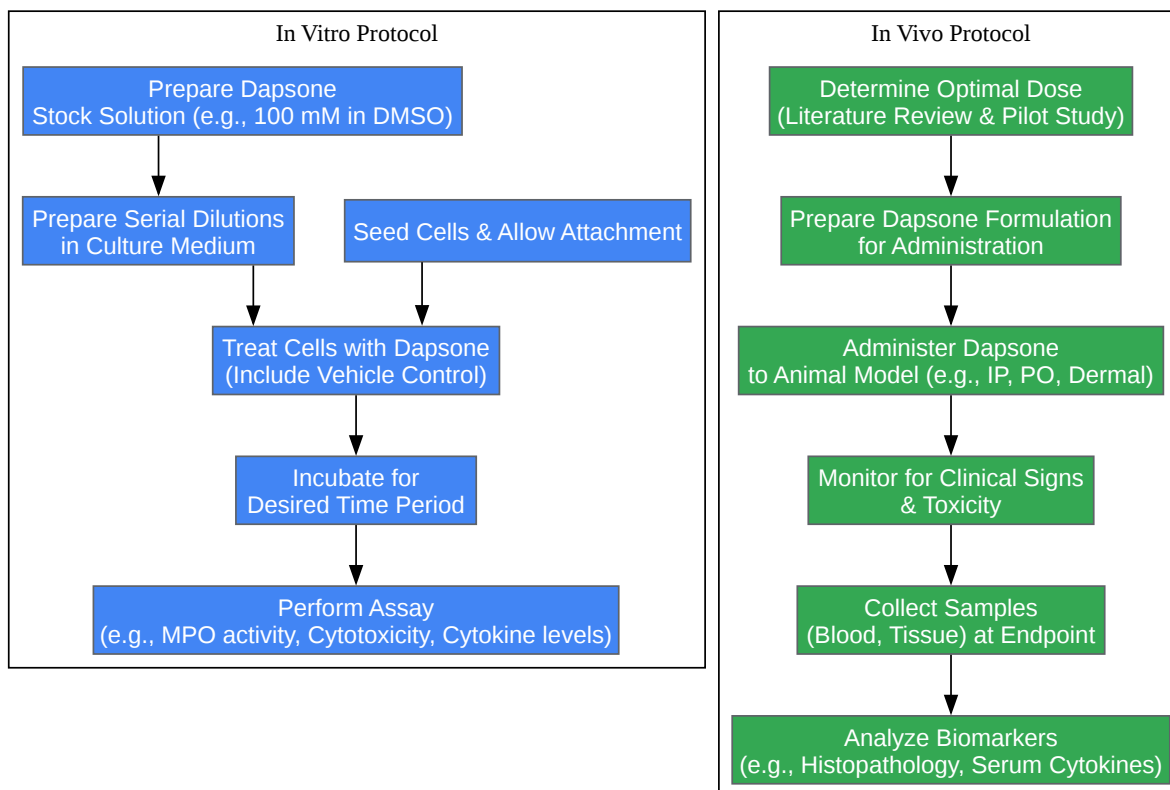 In Vitro Protocol
Prepare Dapsone
Stock Solution (e.g., 100 mM in DMSO)
Prepare Serial Dilutions
in Culture Medium
Seed Cells & Allow Attachment
Treat Cells with Dapsone
(Include Vehicle Control)
Incubate for
Desired Time Period
Perform Assay
(e.g., MPO activity, Cytotoxicity, Cytokine levels)
In Vivo Protocol
Determine Optimal Dose
(Literature Review & Pilot Study)
Prepare Dapsone Formulation
for Administration
Administer Dapsone
to Animal Model (e.g., IP, PO, Dermal)
Monitor for Clinical Signs
& Toxicity
Collect Samples
(Blood, Tissue) at Endpoint
Analyze Biomarkers
(e.g., Histopathology, Serum Cytokines)